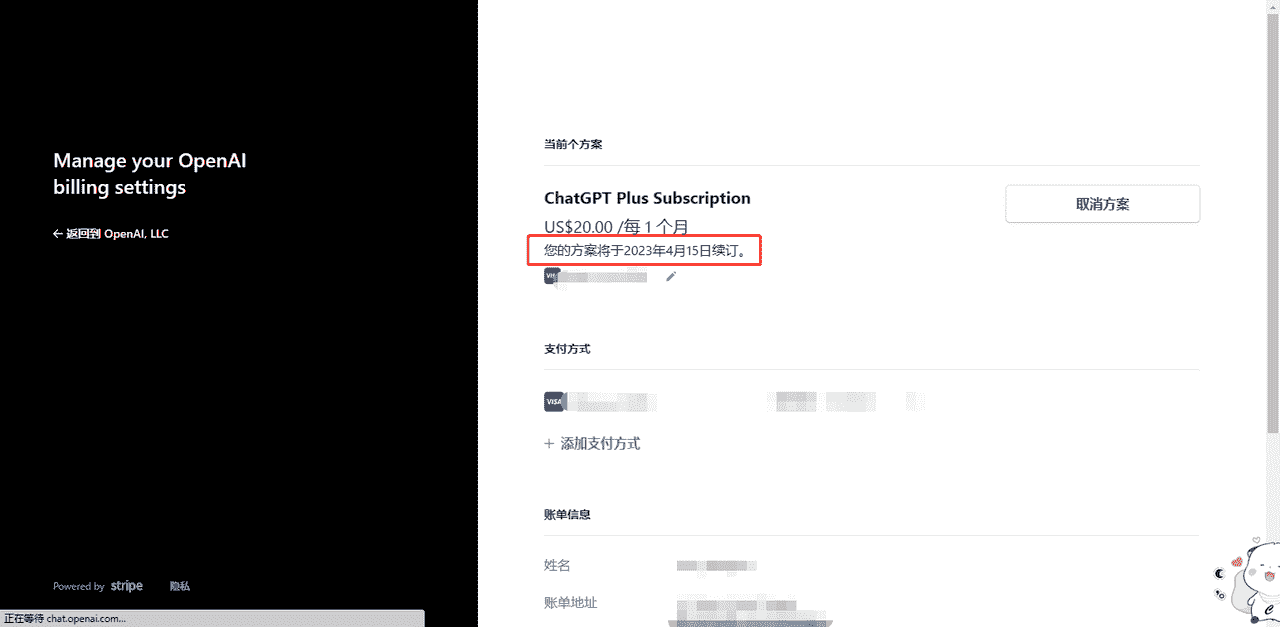 Manage your OpenAI
billing settings
← 返回到 OpenAI, LLC
Powered by stripe 隐私
正在等待 chat.openai.com...
当前个方案
ChatGPT Plus Subscription
取消方案
US$20.00 /每 1 个月
您的方案将于2023年4月15日续订。
支付方式
VISA
+ 添加支付方式
账单信息
姓名
账单地址